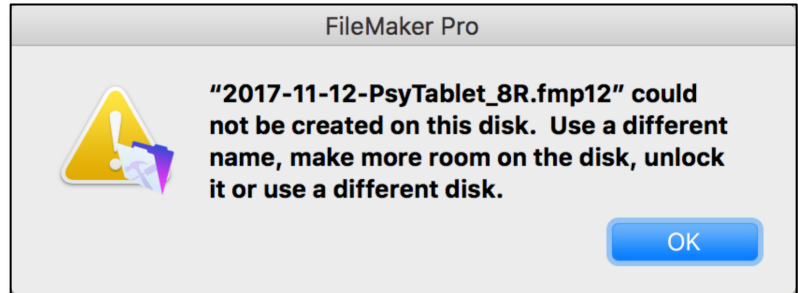 FileMaker Pro
“2017-11-12-PsyTablet_8R.fmp12” could
not be created on this disk.  Use a different
name, make more room on the disk, unlock
it or use a different disk.
OK